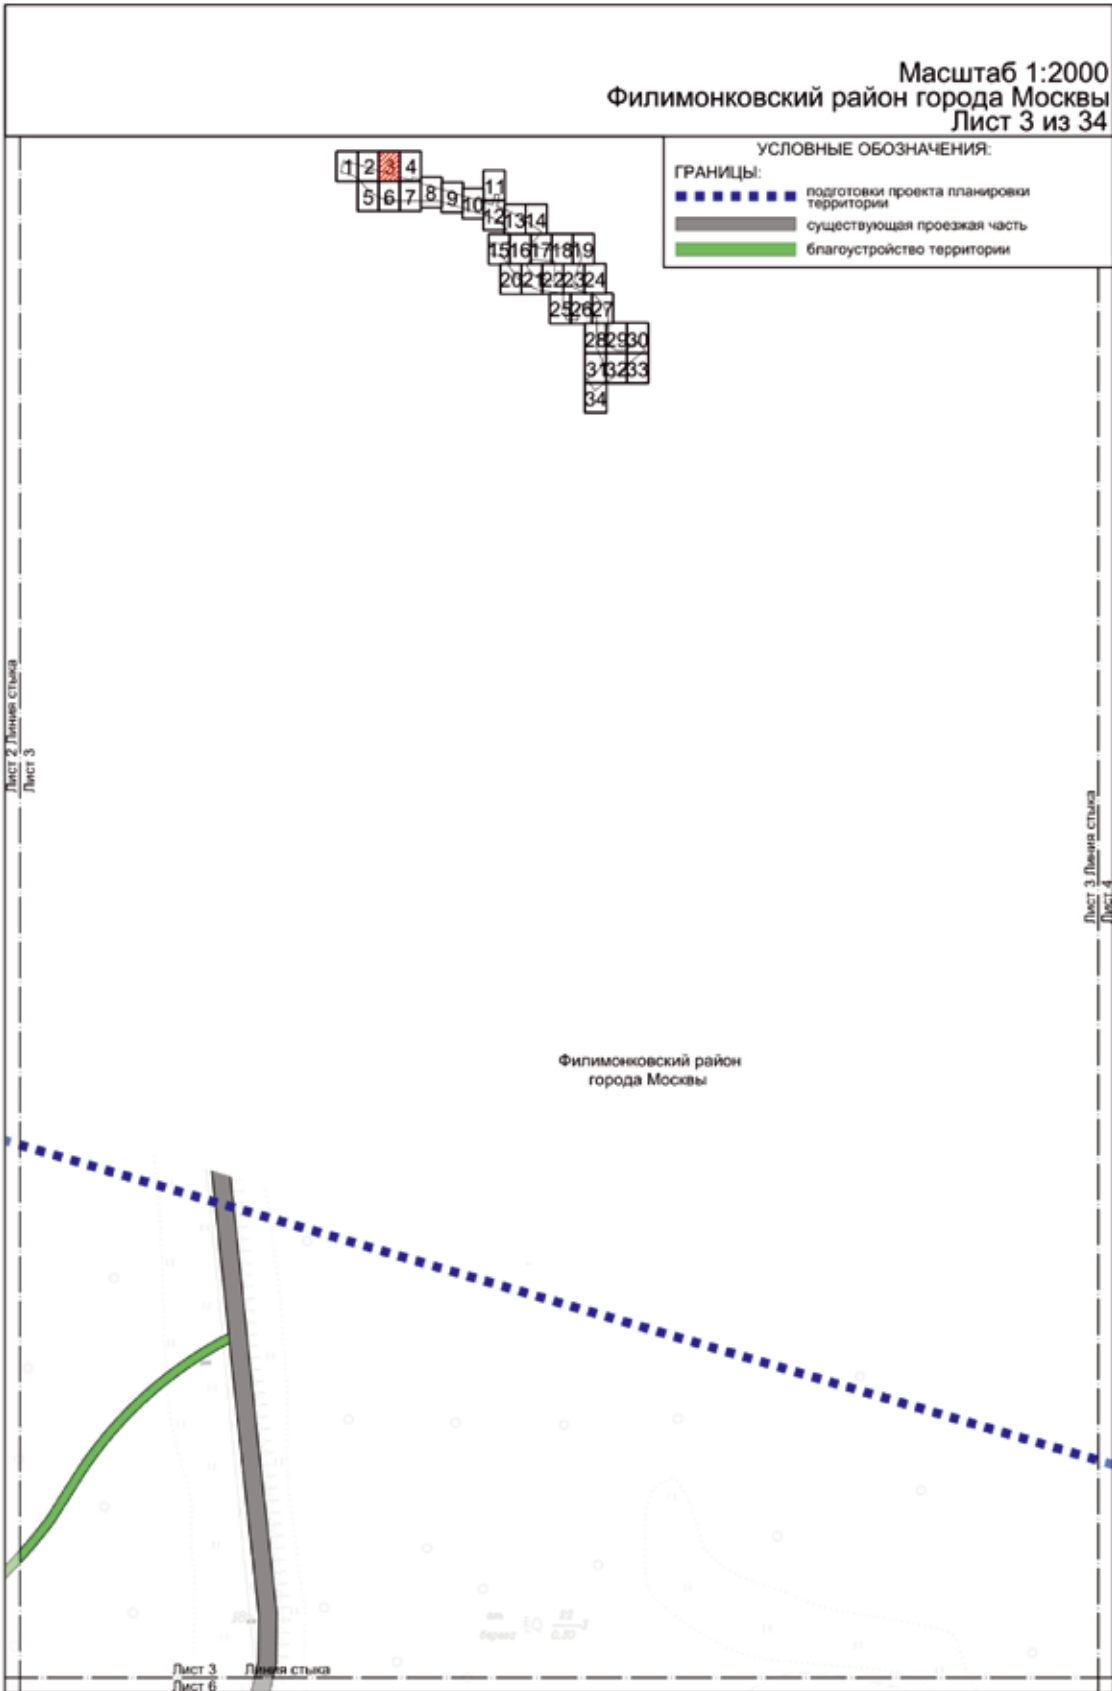 Масштаб 1:2000
Филимонковский район города Москвы
Лист 3 из 34
УСЛОВНЫЕ ОБОЗНАЧЕНИЯ:
ГРАНИЦЫ:
подготовки проекта планировки
территории
существующая проезжая часть
благоустройство территории
1 2 3 4
5 6 7 8 9 10 11
12 13 14
15 16 17 18 19
20 21 22 23 24
25 26 27
28 29 30
31 32 33
34
Лист 2 Линия стыка
Лист 3
Лист 3 Линия стыка
Лист 4
Филимонковский район
города Москвы
Лист 3 Линия стыка
Лист 6